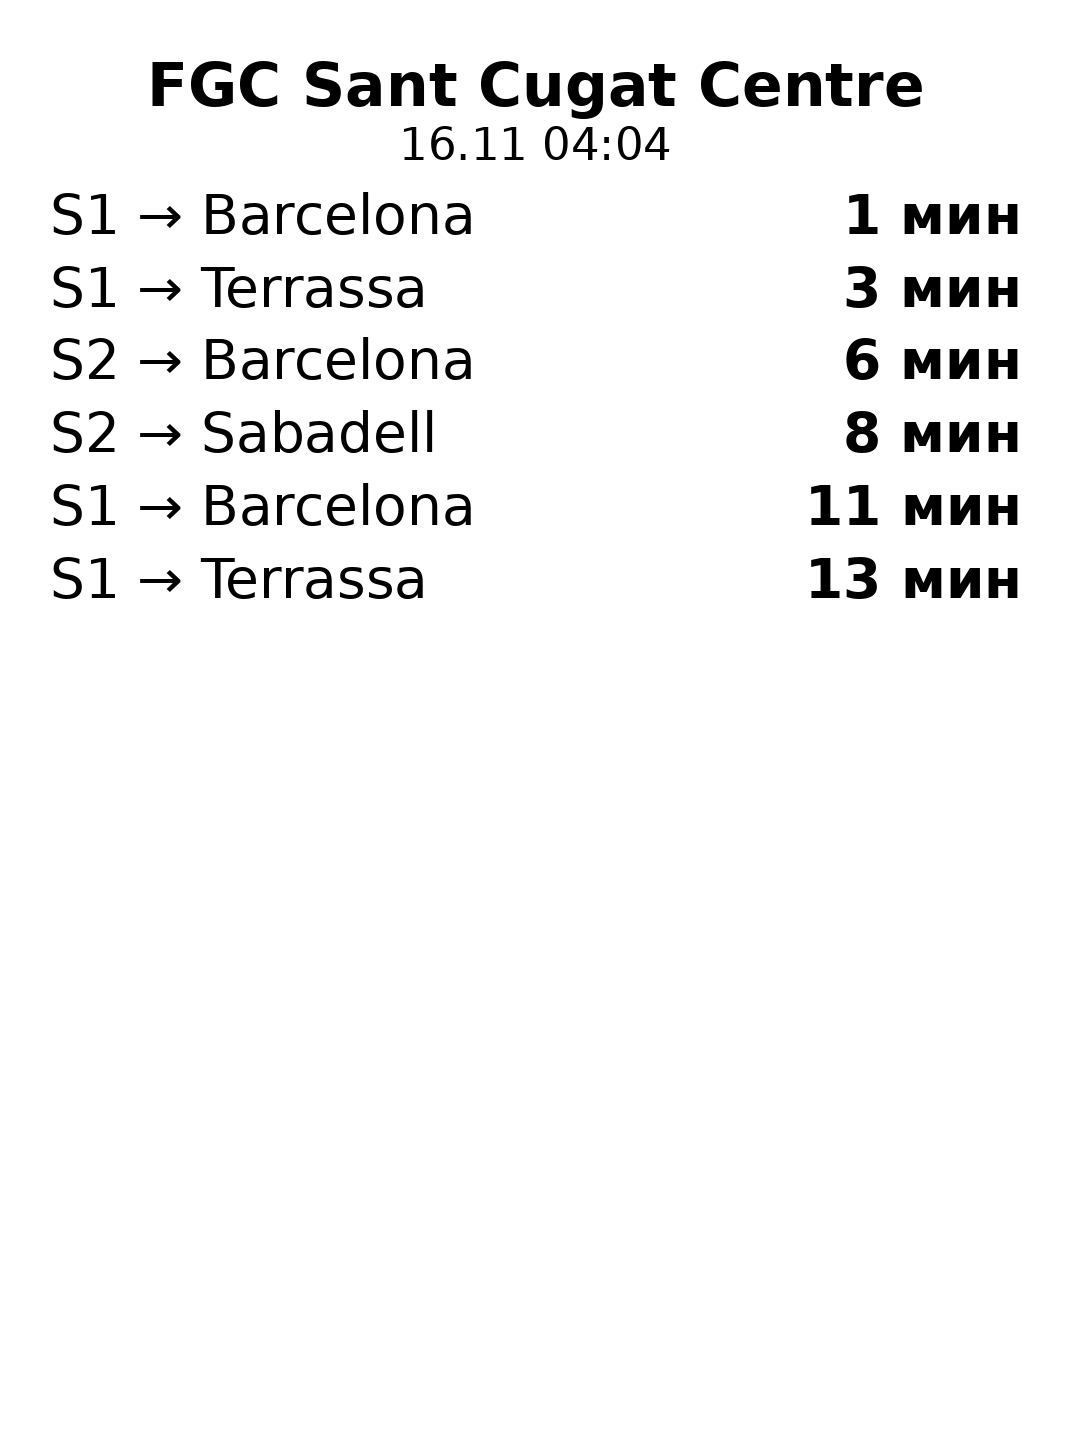 FGC Sant Cugat Centre
16.11 04:04
S1 → Barcelona 1 мин
S1 → Terrassa 3 мин
S2 → Barcelona 6 мин
S2 → Sabadell 8 мин
S1 → Barcelona 11 мин
S1 → Terrassa 13 мин